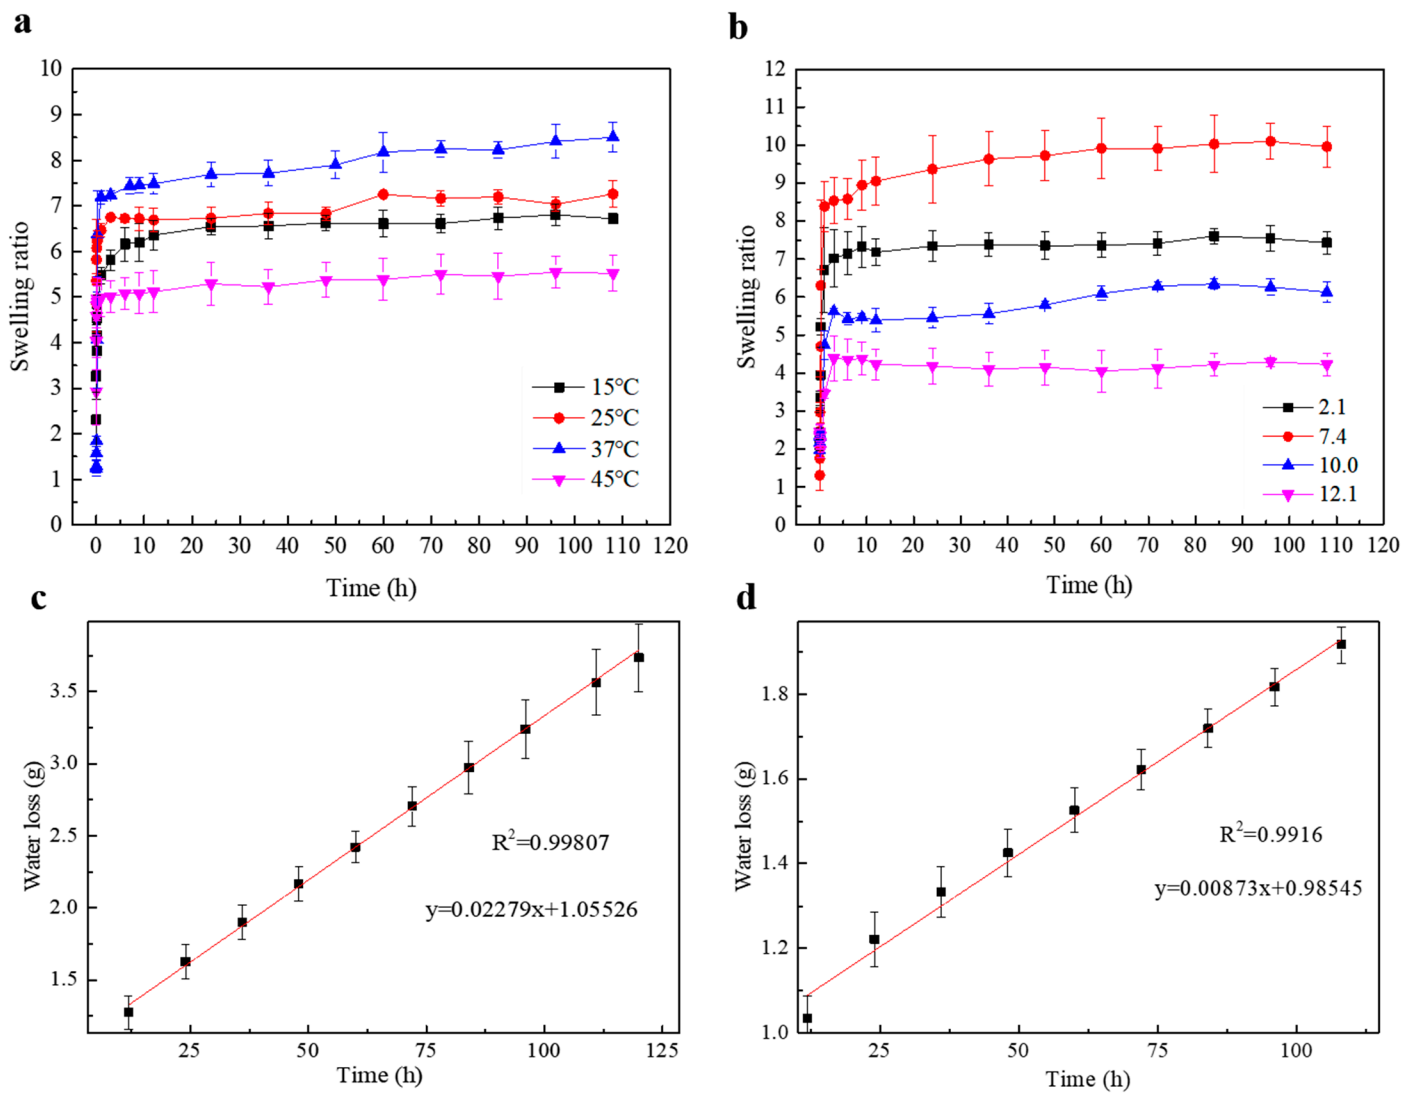 a
10
9
8
7
6
5
4
3
2
1
0
Swelling ratio
15°C
25°C
37°C
45°C
0 10 20 30 40 50 60 70 80 90 100 110 120
Time (h)
b
12
11
10
9
8
7
6
5
4
3
2
1
0
Swelling ratio
2.1
7.4
10.0
12.1
0 10 20 30 40 50 60 70 80 90 100 110 120
Time (h)
c
3.5
3.0
2.5
2.0
1.5
Water loss (g)
R²=0.99807
y=0.02279x+1.05526
25 50 75 100 125
Time (h)
d
1.8
1.6
1.4
1.2
1.0
Water loss (g)
R²=0.9916
y=0.00873x+0.98545
25 50 75 100
Time (h)